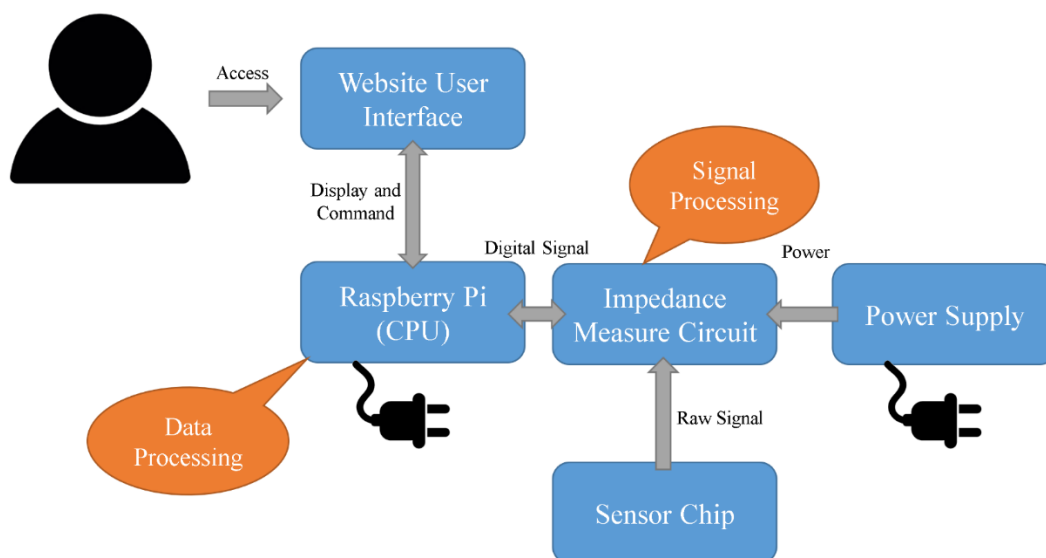 Access
Website User
Interface
Display and
Command
Signal
Processing
Digital Signal
Power
Raspberry Pi
(CPU)
Impedance
Measure Circuit
Power Supply
Data
Processing
Raw Signal
Sensor Chip